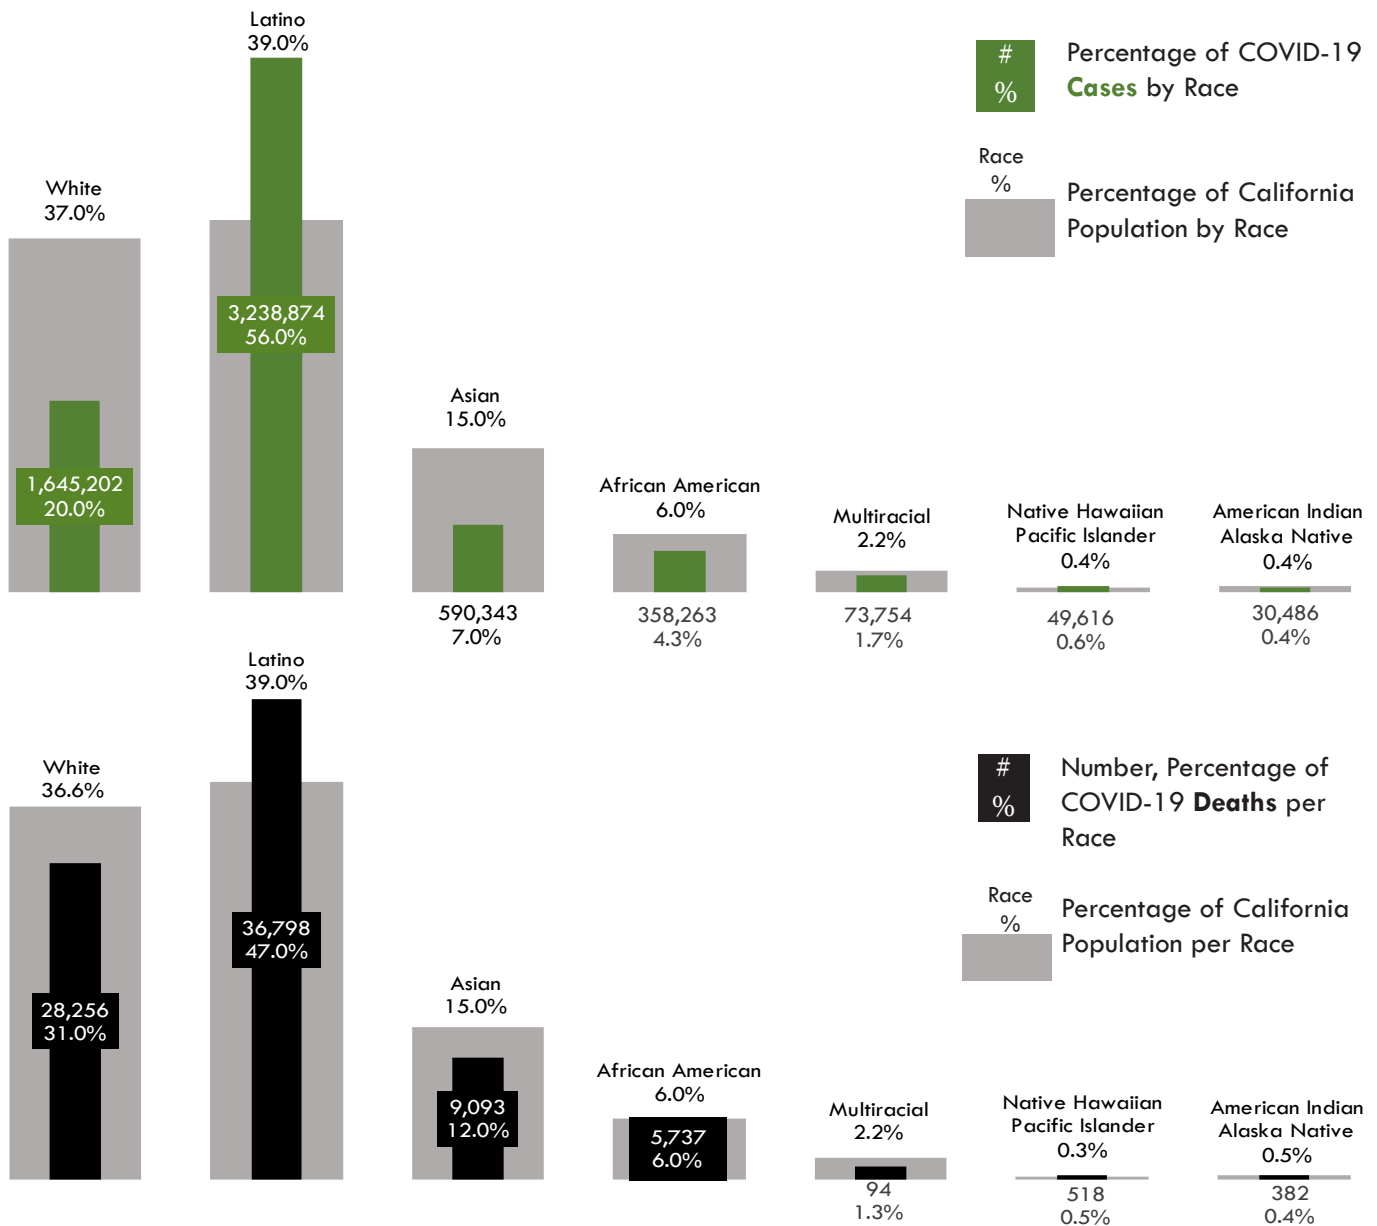 Latino
39.0%
#
%
Percentage of COVID-19
Cases by Race
Race
%
Percentage of California
Population by Race
White
37.0%
3,238,874
56.0%
Asian
15.0%
1,645,202
20.0%
African American
6.0%
Multiracial
2.2%
Native Hawaiian
Pacific Islander
0.4%
American Indian
Alaska Native
0.4%
590,343
7.0%
358,263
4.3%
73,754
1.7%
49,616
0.6%
30,486
0.4%
Latino
39.0%
White
36.6%
#
%
Number, Percentage of
COVID-19 Deaths per
Race
Race
%
Percentage of California
Population per Race
36,798
47.0%
28,256
31.0%
Asian
15.0%
9,093
12.0%
African American
6.0%
5,737
6.0%
Multiracial
2.2%
Native Hawaiian
Pacific Islander
0.3%
American Indian
Alaska Native
0.5%
94
1.3%
518
0.5%
382
0.4%